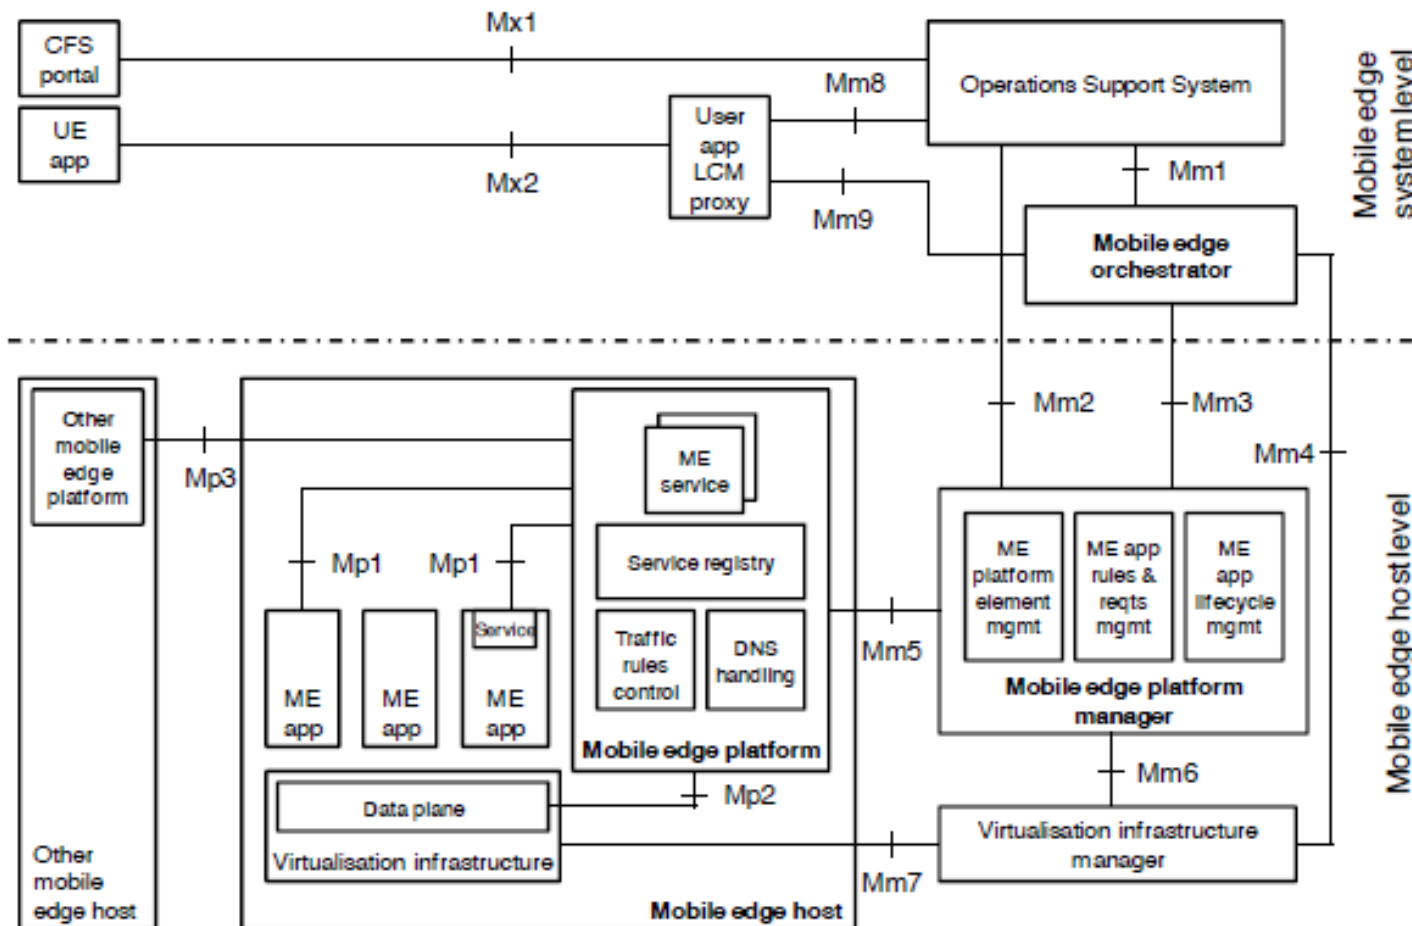 CFS
portal
Mx1
Operations Support System
UE
app
Mx2
User
app
LCM
proxy
Mm8
Mm9
Mm1
Mobile edge
orchestrator
Mobile edge
system level
Other
mobile
edge
platform
Mp3
ME
service
Service registry
Traffic
rules
control
DNS
handling
Mobile edge platform
Mp1
Mp1
ME
app
ME
app
Service
ME
app
Mp2
Data plane
Virtualisation infrastructure
Other
mobile
edge host
Mobile edge host
Mm2
Mm3
Mm4
Mm5
ME
platform
element
mgmt
ME app
rules &
reqts
mgmt
ME
app
lifecycle
mgmt
Mobile edge platform
manager
Mm6
Virtualisation infrastructure
manager
Mm7
Mobile edge host level